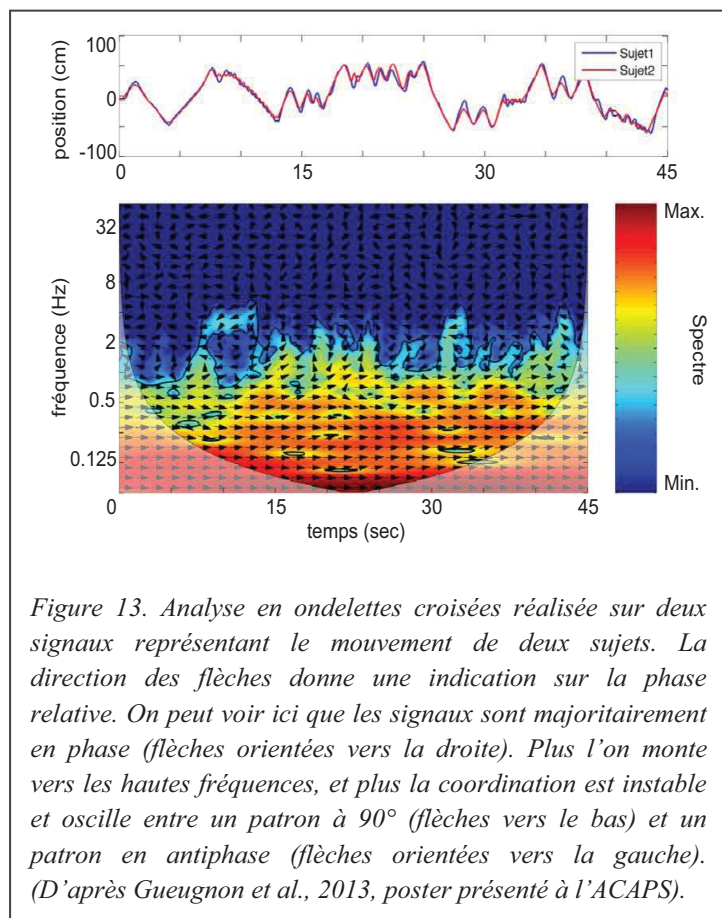 100
0
-100
position (cm)
Sujet1
Sujet2
0
15
30
45
32
8
2
0.5
0.125
fréquence (Hz)
0
15
30
45
temps (sec)
Max.
Spectre
Min.
Figure 13. Analyse en ondelettes croisées réalisée sur deux
signaux représentant le mouvement de deux sujets. La
direction des flèches donne une indication sur la phase
relative. On peut voir ici que les signaux sont majoritairement
en phase (flèches orientées vers la droite). Plus l’on monte
vers les hautes fréquences, et plus la coordination est instable
et oscille entre un patron à 90° (flèches vers le bas) et un
patron en antiphase (flèches orientées vers la gauche).
(D’après Gueugnon et al., 2013, poster présenté à l’ACAPS).